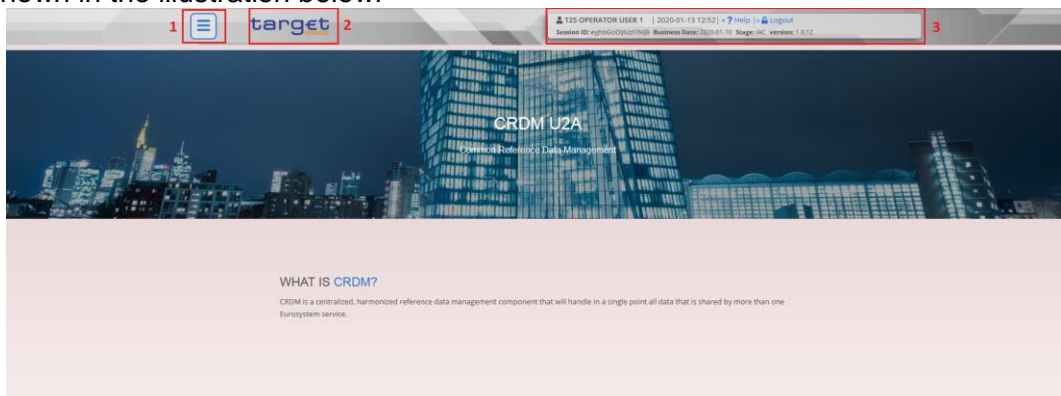 hown in the illustration below.
1
target
2
T2S OPERATOR USER 1 | 2020-01-13 12:52| » ? Help |» Logout
Session ID: Business Date: 2020-01-10 Stage: IAC version: 1.0.12
3
CRDM U2A
Common Reference Data Management
WHAT IS CRDM?
CRDM is a centralized, harmonized reference data management component that will handle in a single point all data that is shared by more than one
Eurosystem service.